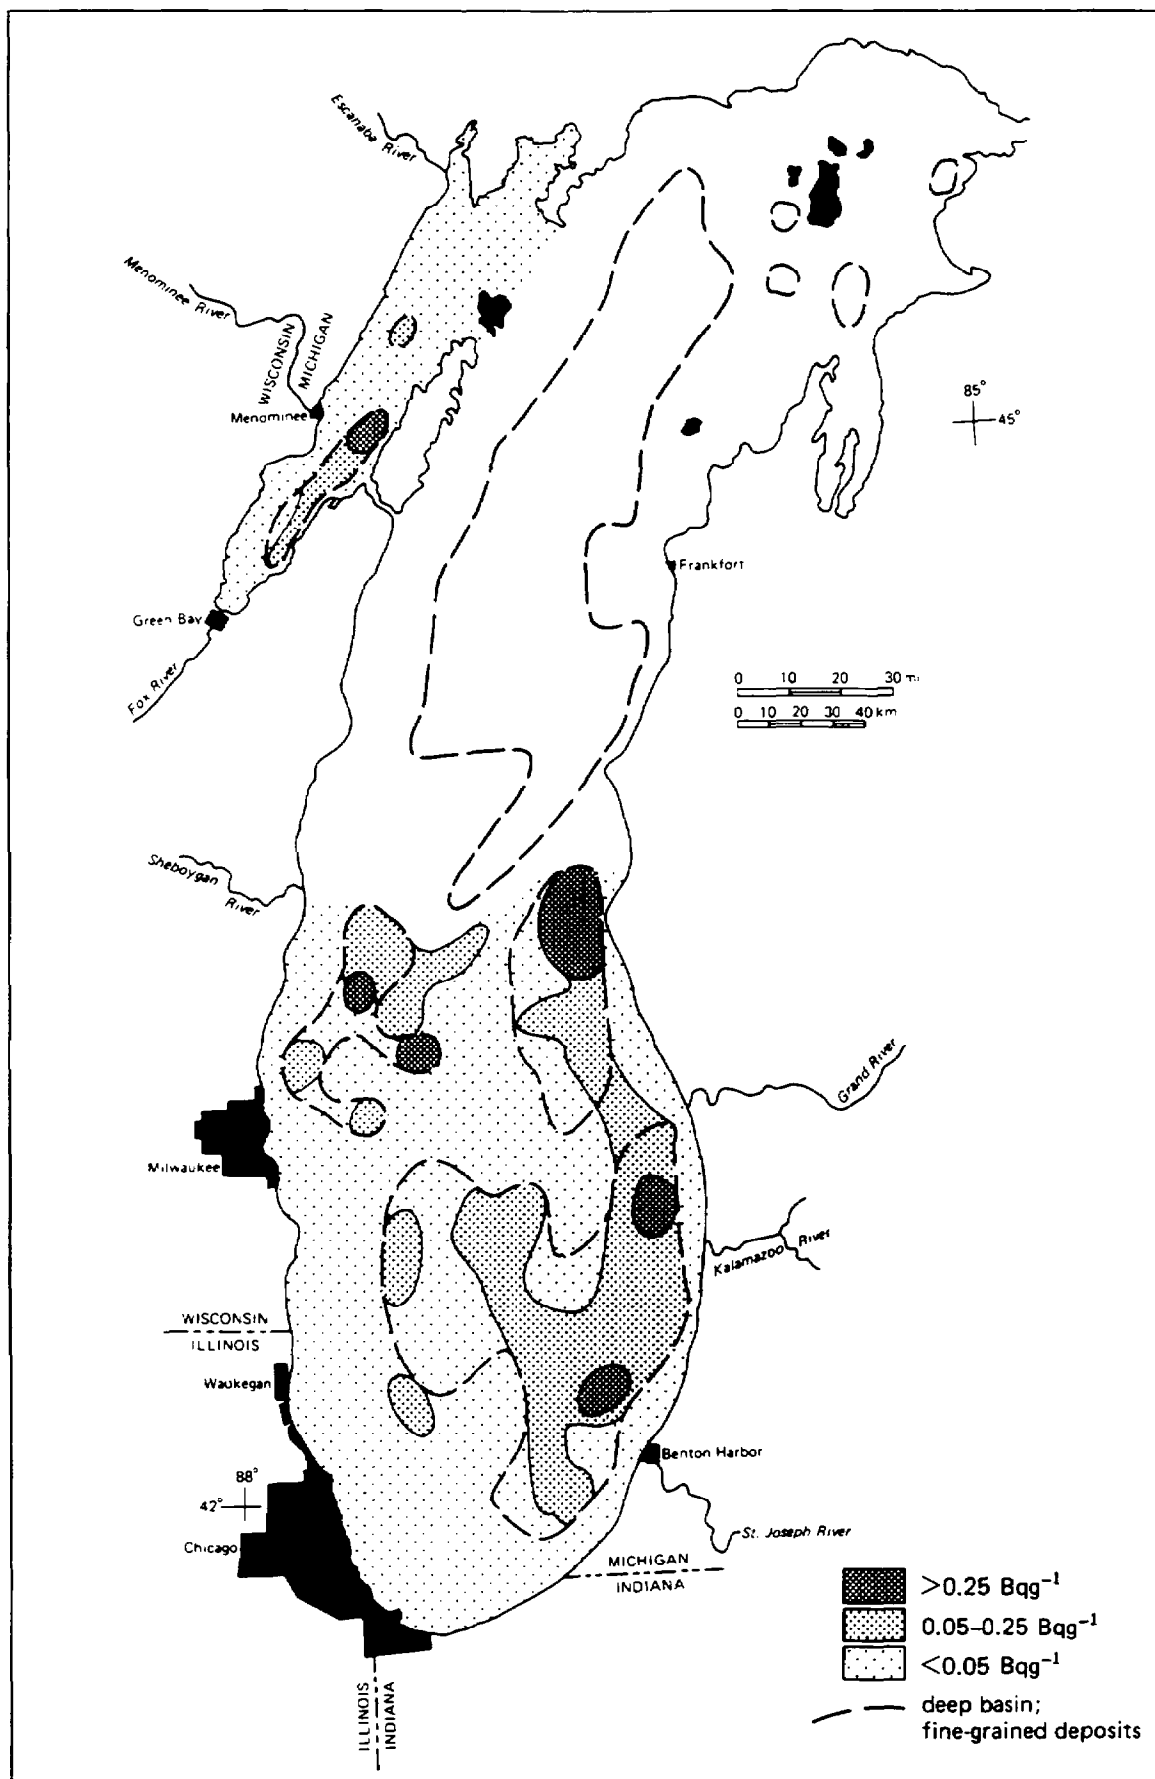 Escanaba
River
Menominee
River
WISCONSIN
MICHIGAN
Menominee
85°
45°
Frankfort
Green Bay
Fox River
0 10 20 30 mi
0 10 20 30 40 km
Sheboygan
River
Grand River
Milwaukee
Kalamazoo River
WISCONSIN
ILLINOIS
Waukegan
Benton Harbor
88°
42°
St. Joseph River
Chicago
MICHIGAN
INDIANA
>0.25 Bqg⁻¹
0.05–0.25 Bqg⁻¹
<0.05 Bqg⁻¹
deep basin;
fine-grained deposits
ILLINOIS
INDIANA